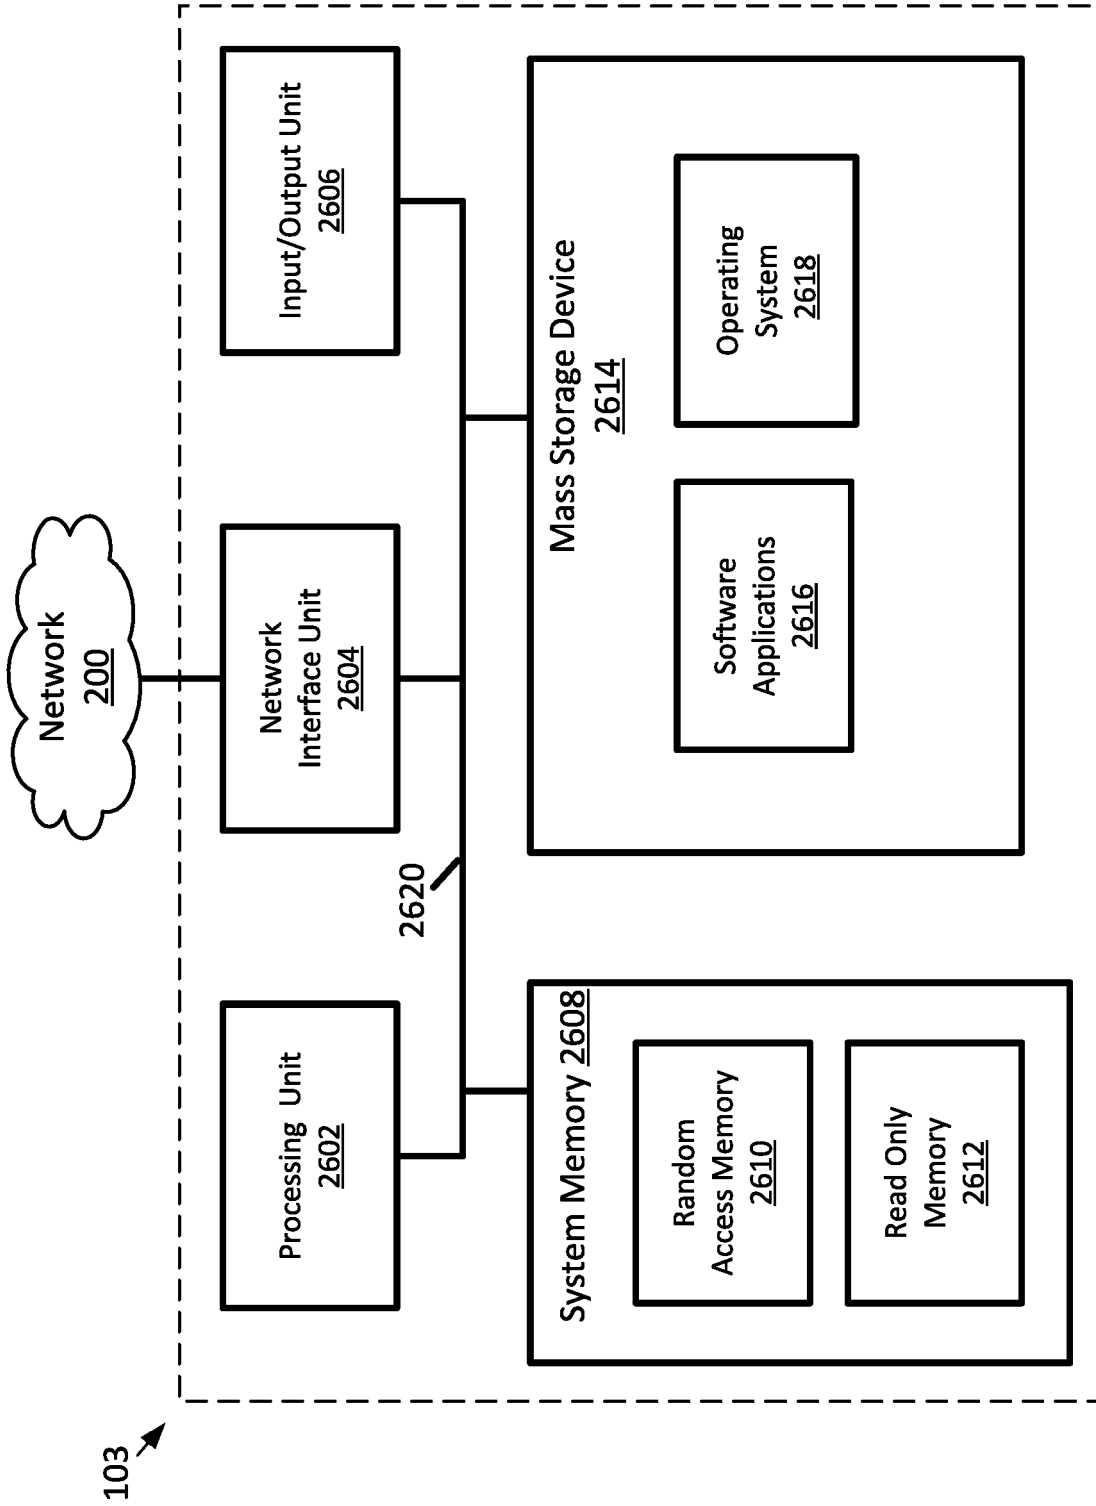 103
Network
200
Processing Unit
2602
Network
Interface Unit
2604
Input/Output Unit
2606
2620
System Memory 2608
Random
Access Memory
2610
Read Only
Memory
2612
Mass Storage Device
2614
Software
Applications
2616
Operating
System
2618